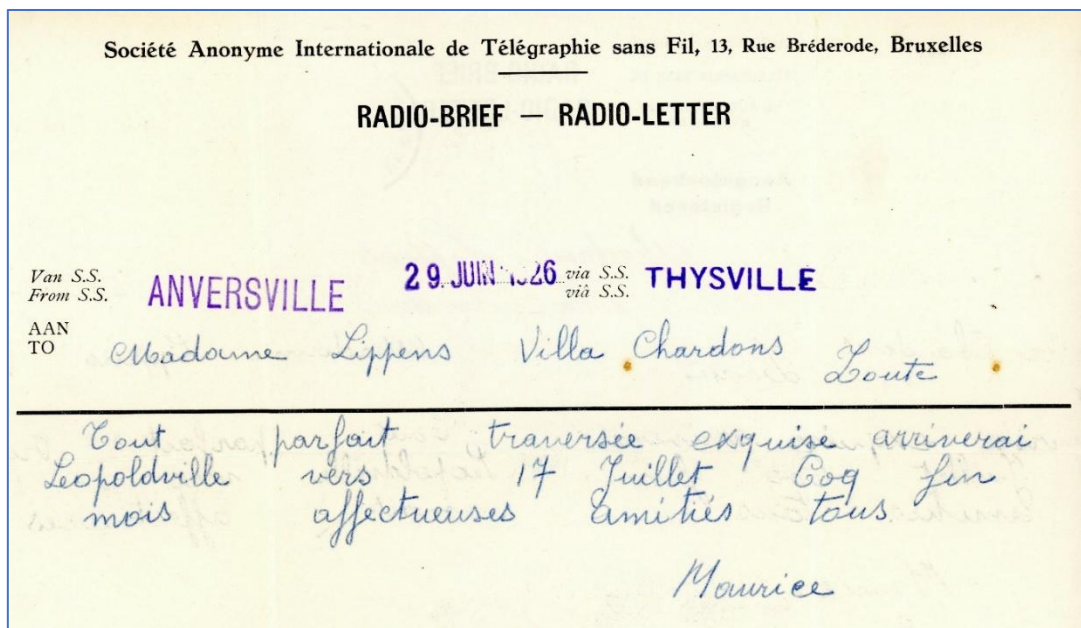 Société Anonyme Internationale de Télégraphie sans Fil, 13, Rue Bréderode, Bruxelles
RADIO-BRIEF — RADIO-LETTER
Van S.S. ANVERSVILLE 29 JUIN 1926 via S.S. THYSVILLE
From S.S. viâ S.S.
AAN
TO Madame Lippens Villa Chardons Zoute
Tout parfait traversée exquise arriverai
Leopoldville vers 17 Juillet Coq fin
mois affectueuses amitiés tous
Maurice